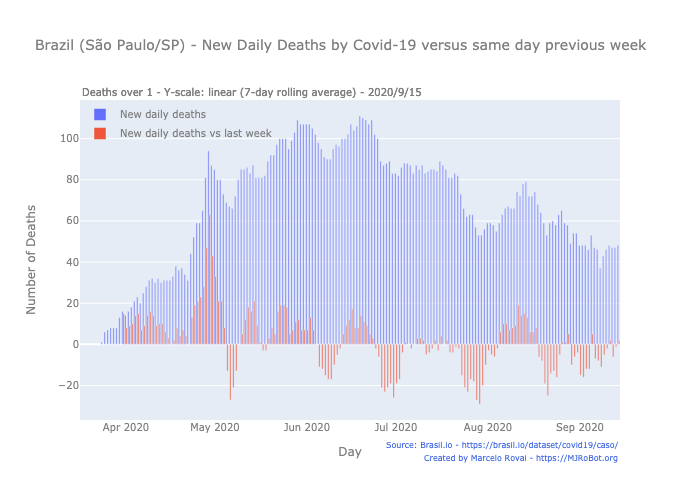 Brazil (São Paulo/SP) - New Daily Deaths by Covid-19 versus same day previous week
Deaths over 1 - Y-scale: linear (7-day rolling average) - 2020/9/15
New daily deaths
New daily deaths vs last week
100
80
60
40
20
0
−20
Number of Deaths
Apr 2020
May 2020
Jun 2020
Jul 2020
Aug 2020
Sep 2020
Day
Source: Brasil.io - https://brasil.io/dataset/covid19/caso/
Created by Marcelo Rovai - https://MJRoBot.org